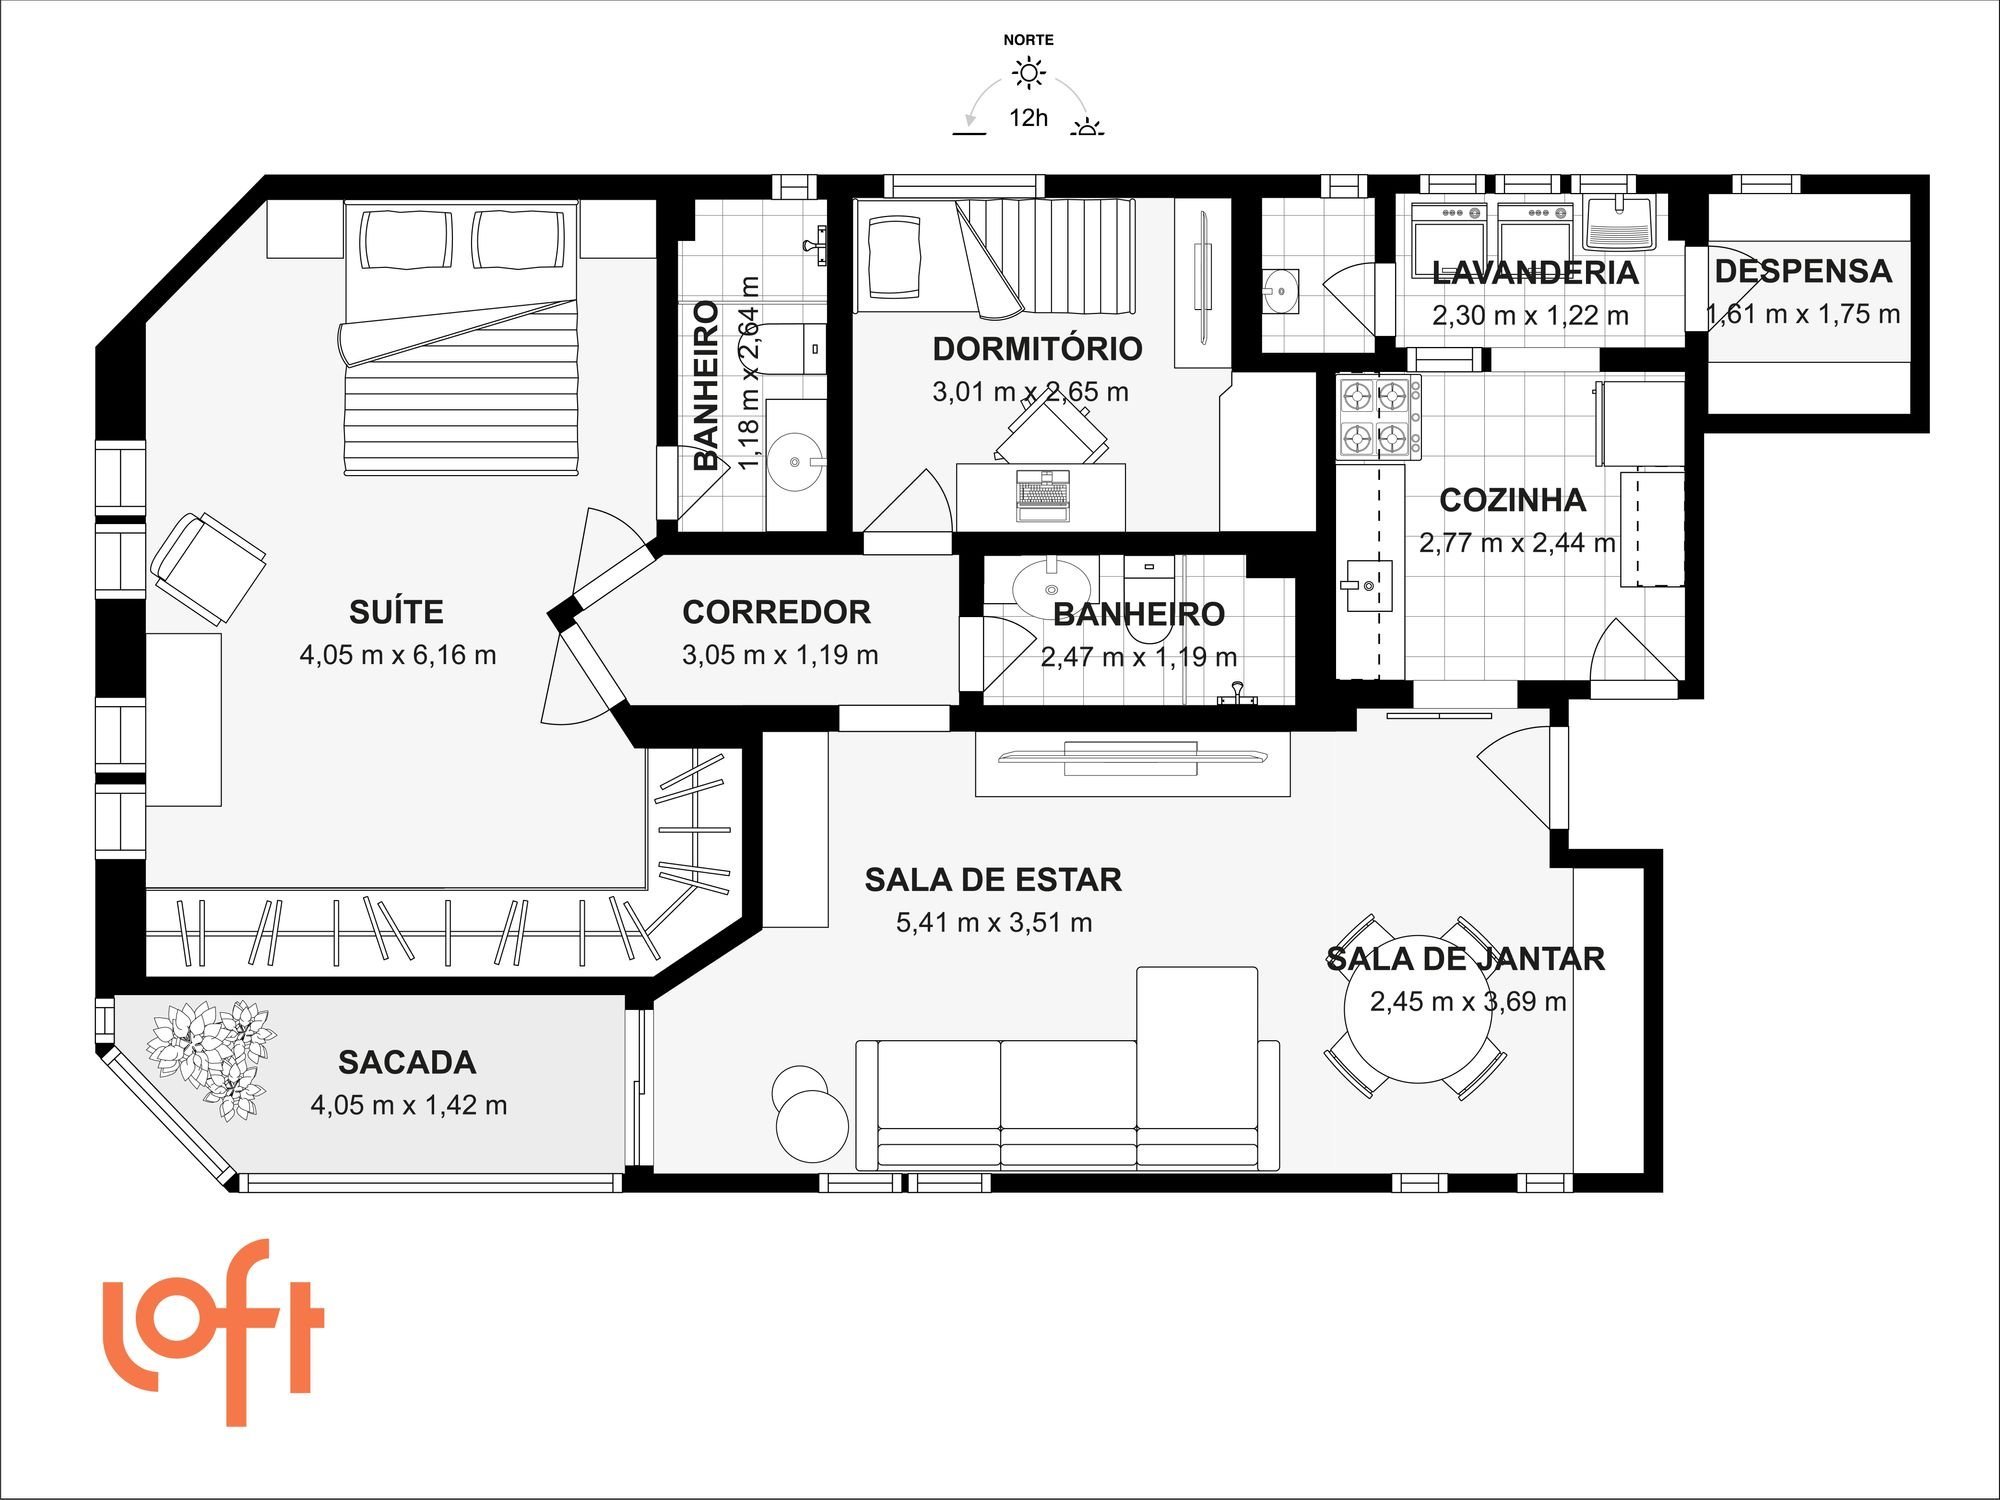 NORTE
12h
BANHEIRO
1,18 m x 2,64 m
DORMITÓRIO
3,01 m x 2,65 m
LAVANDERIA
2,30 m x 1,22 m
DESPENSA
1,61 m x 1,75 m
COZINHA
2,77 m x 2,44 m
SUÍTE
4,05 m x 6,16 m
CORREDOR
3,05 m x 1,19 m
BANHEIRO
2,47 m x 1,19 m
SALA DE ESTAR
5,41 m x 3,51 m
SALA DE JANTAR
2,45 m x 3,69 m
SACADA
4,05 m x 1,42 m
loft